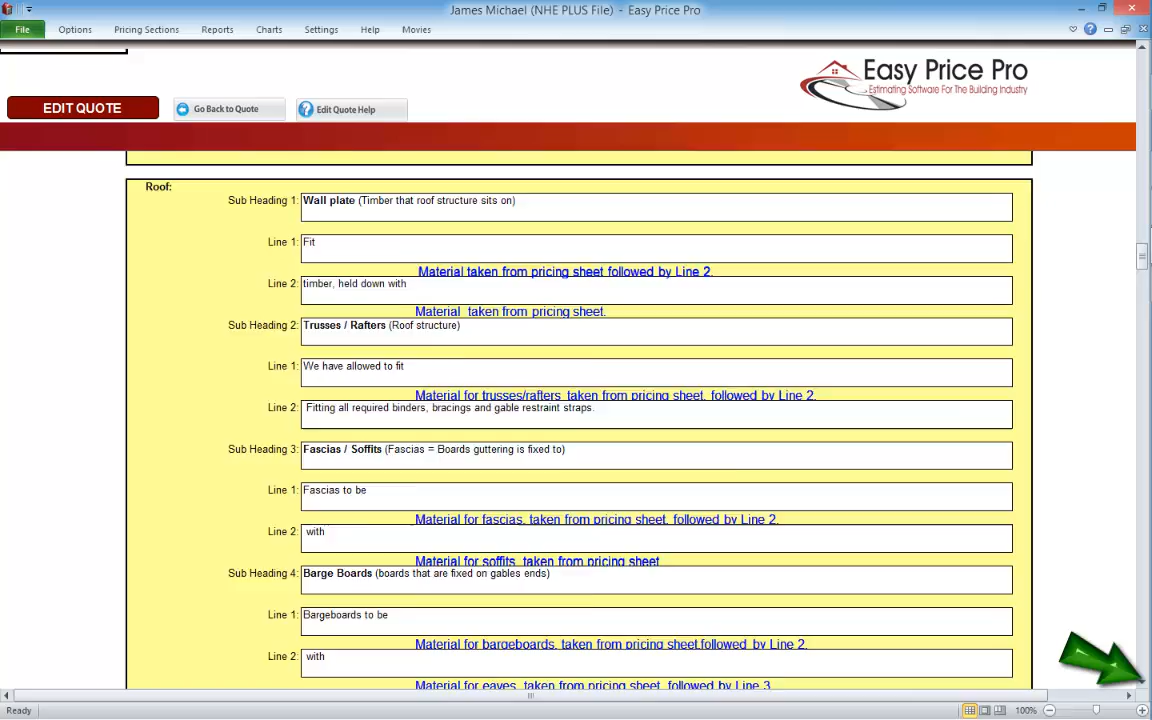 James Michael (NHE PLUS File) - Easy Price Pro
File Options Pricing Sections Reports Charts Settings Help Movies
Easy Price Pro
Estimating Software For The Building Industry
EDIT QUOTE Go Back to Quote Edit Quote Help
Roof:
Sub Heading 1: Wall plate (Timber that roof structure sits on)
Line 1: Fit
Material taken from pricing sheet followed by Line 2.
Line 2: timber, held down with
Material taken from pricing sheet.
Sub Heading 2: Trusses / Rafters (Roof structure)
Line 1: We have allowed to fit
Material for trusses/rafters taken from pricing sheet, followed by Line 2.
Line 2: Fitting all required binders, bracings and gable restraint straps.
Sub Heading 3: Fascias / Soffits (Fascias = Boards guttering is fixed to)
Line 1: Fascias to be
Material for fascias, taken from pricing sheet, followed by Line 2.
Line 2: with
Material for soffits taken from pricing sheet
Sub Heading 4: Barge Boards (boards that are fixed on gables ends)
Line 1: Bargeboards to be
Material for bargeboards, taken from pricing sheet,followed by Line 2.
Line 2: with
Material for eaves, taken from pricing sheet, followed by Line 3
Ready 100%